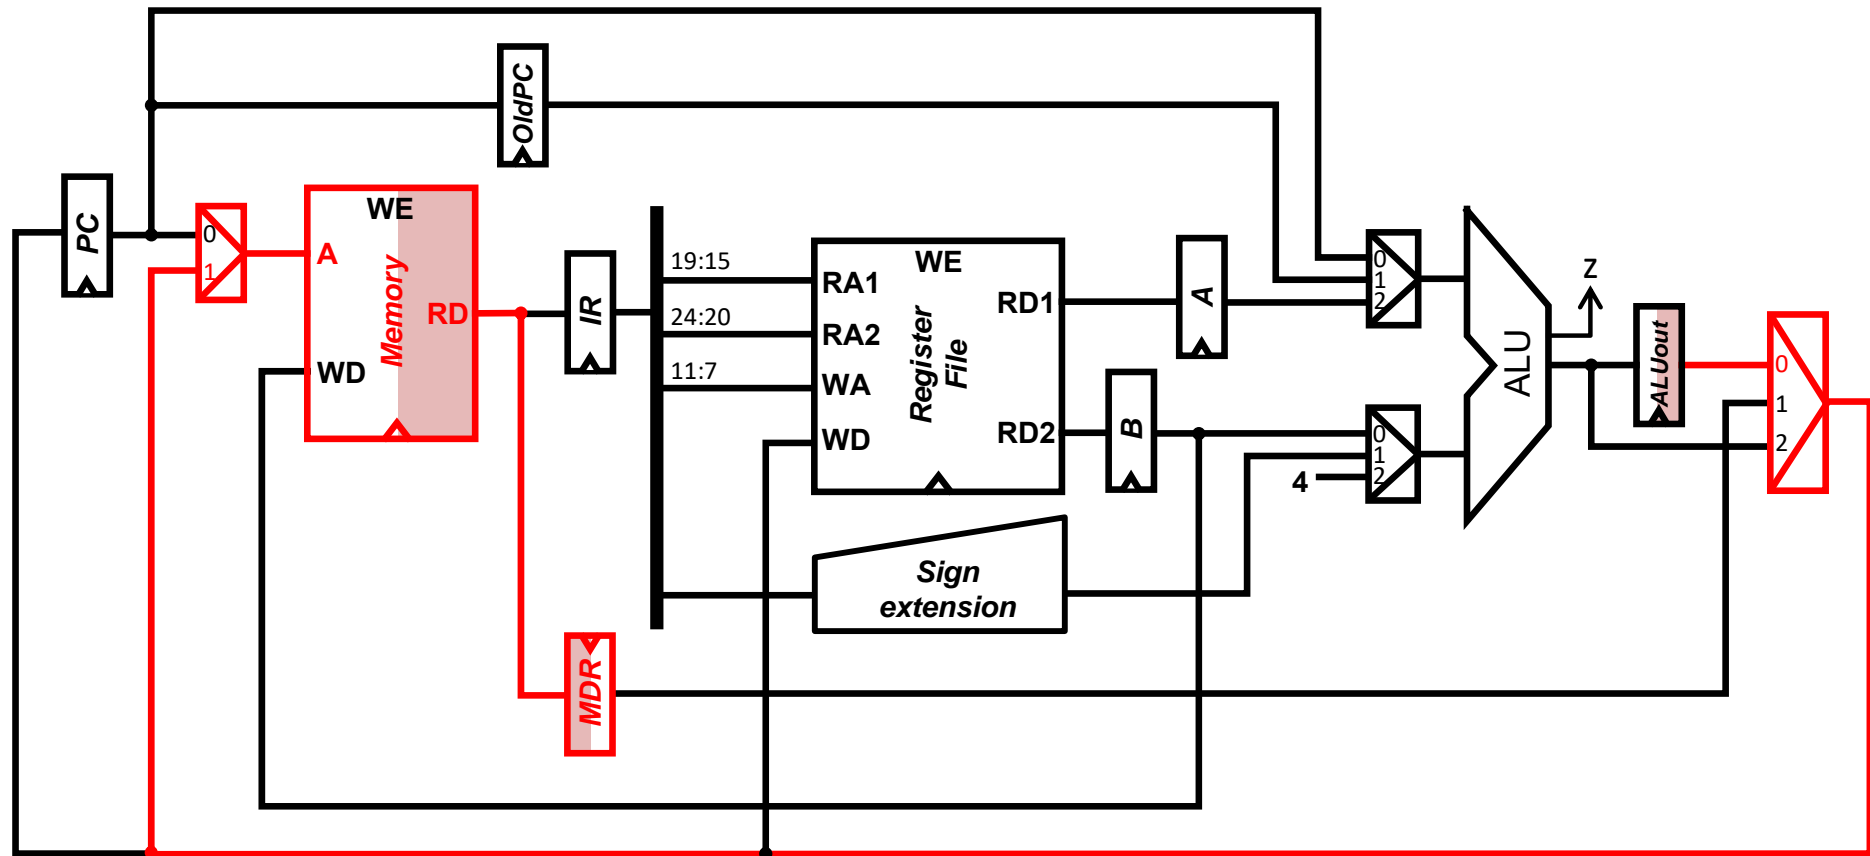 OldPC
PC
0
1
WE
A
Memory
RD
WD
IR
19:15
24:20
11:7
WE
RA1
RA2
WA
WD
Register
File
RD1
RD2
A
B
Sign
extension
MDR
0
1
2
0
1
2
4
ALU
Z
ALUout
0
1
2